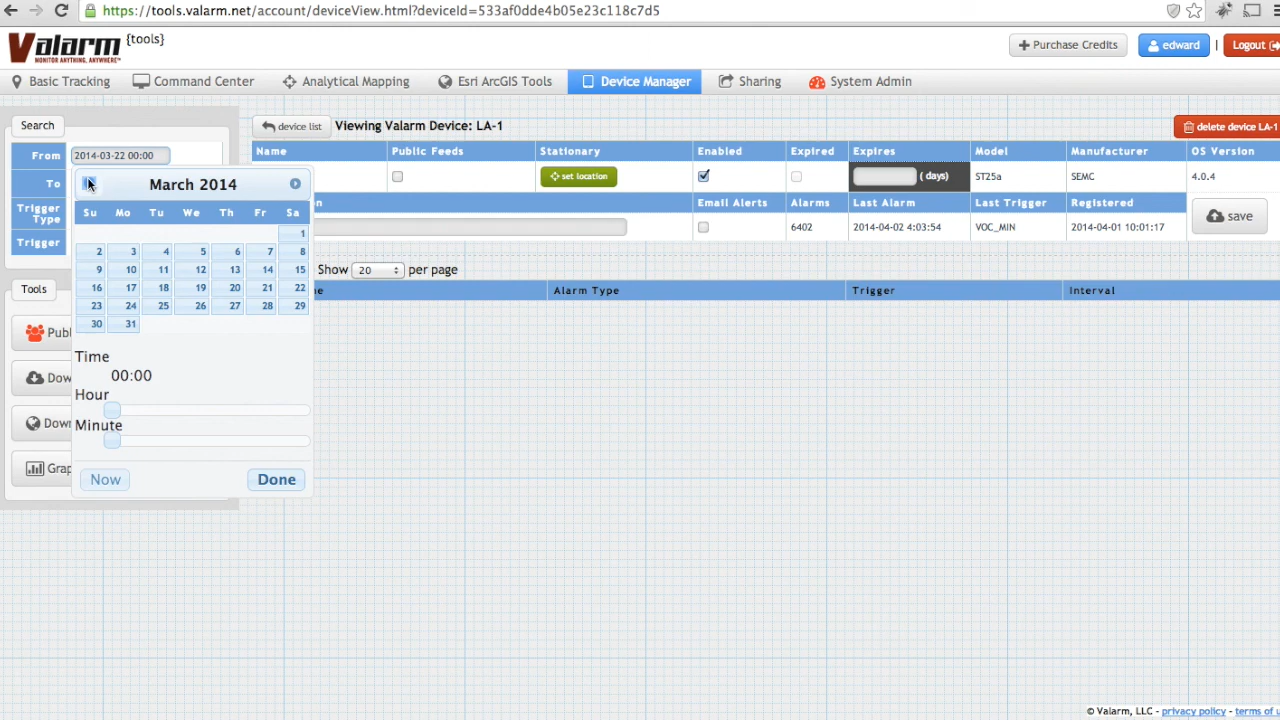 https://tools.valarm.net/account/deviceView.html?deviceId=533af0dde4b05e23c118c7d5
Valarm {tools}
MONITOR ANYTHING, ANYWHERE™
Purchase Credits
edward
|
Logout
Basic Tracking
Command Center
Analytical Mapping
Esri ArcGIS Tools
Device Manager
Sharing
System Admin
Search
From 2014-03-22 00:00
To
Trigger Type
Trigger
March 2014
Su Mo Tu We Th Fr Sa
1
2 3 4 5 6 7 8
9 10 11 12 13 14 15
16 17 18 19 20 21 22
23 24 25 26 27 28 29
30 31
Time
00:00
Hour
Minute
Now Done
Tools
device list Viewing Valarm Device: LA-1
delete device LA-1
Name Public Feeds Stationary Enabled Expired Expires Model Manufacturer OS Version
set location ( days) ST25a SEMC 4.0.4
Email Alerts Alarms Last Alarm Last Trigger Registered
6402 2014-04-02 4:03:54 VOC_MIN 2014-04-01 10:01:17
save
Show 20 per page
Alarm Type Trigger Interval
© Valarm, LLC - privacy policy - terms of